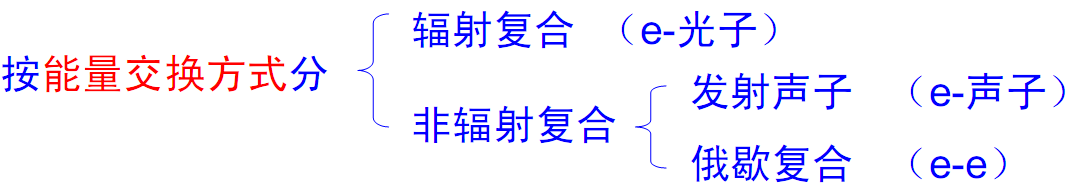 辐射复合 （e-光子）
按能量交换方式分
发射声子 （e-声子）
非辐射复合
俄歇复合 （e-e）